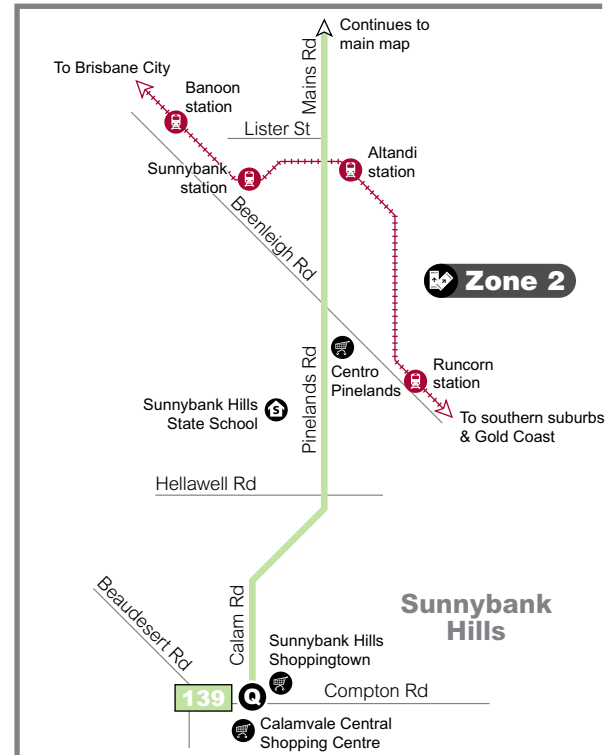 Continues to
main map
Mains Rd
To Brisbane City
Banoon
station
Lister St
Sunnybank
station
Altandi
station
Beenleigh Rd
Zone 2
Centro
Pinelands
Runcorn
station
Pinelands Rd
Sunnybank Hills
State School
S
To southern suburbs
& Gold Coast
Hellawell Rd
Beaudesert Rd
Calam Rd
Sunnybank
Hills
Sunnybank Hills
Shoppingtown
139
Q
Compton Rd
Calamvale Central
Shopping Centre